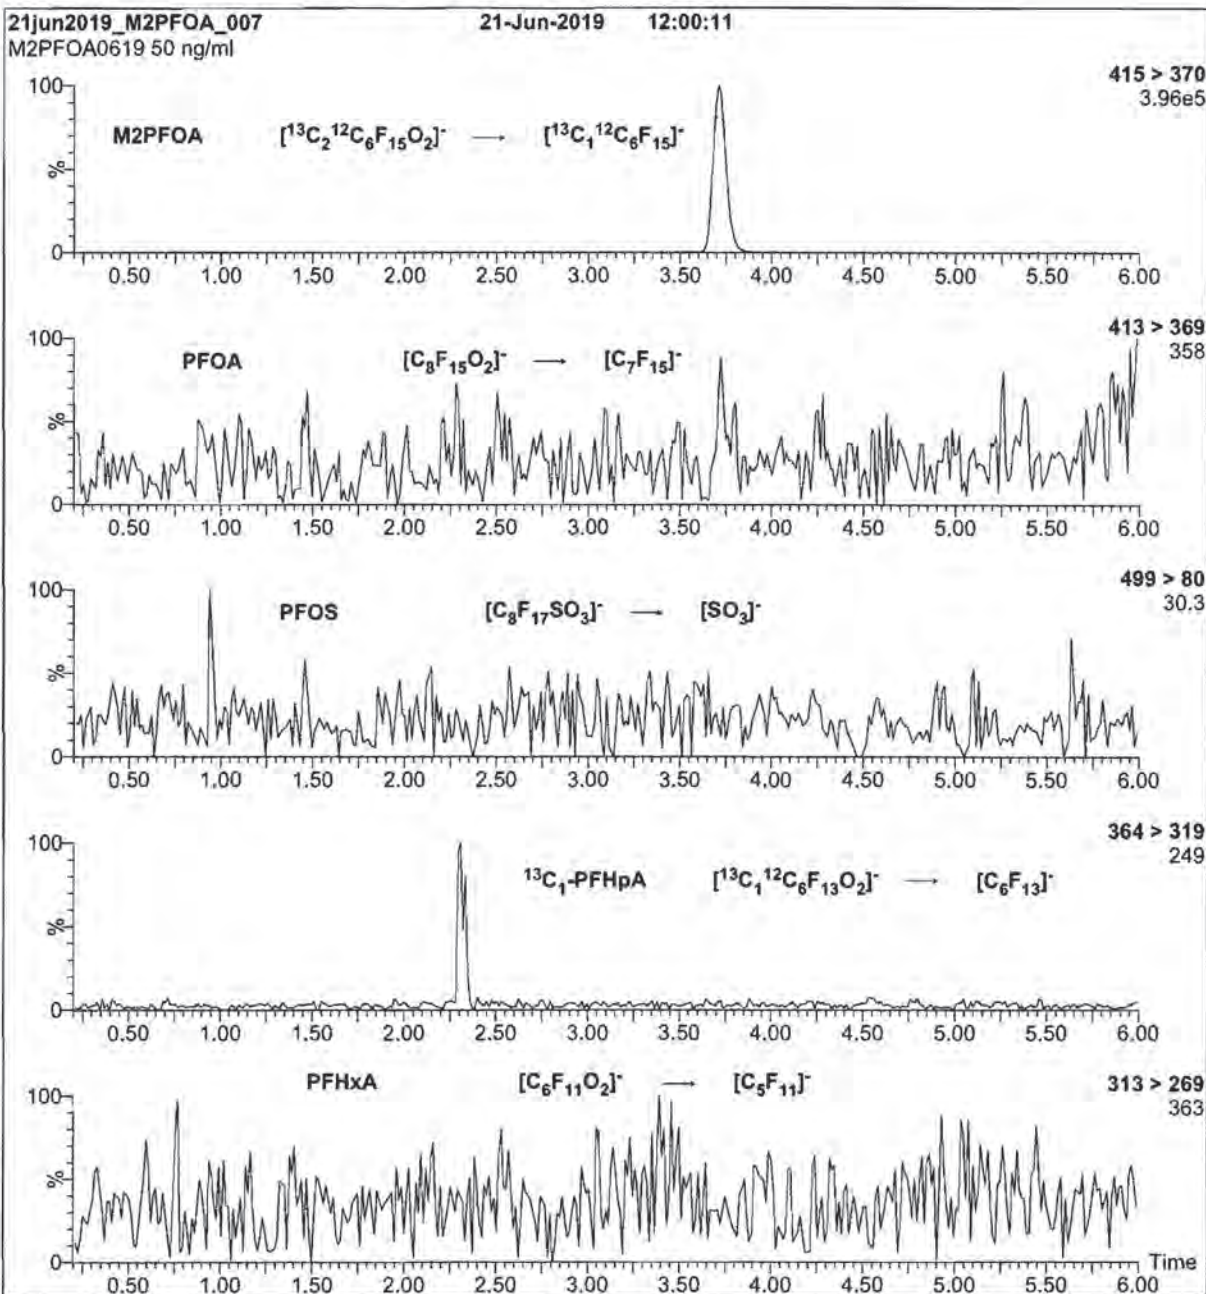 21jun2019_M2PFOA_007 21-Jun-2019 12:00:11
M2PFOA0619 50 ng/ml
415 > 370
3.96e5
100
M2PFOA [¹³C₂¹²C₆F₁₅O₂]⁻ → [¹³C₁¹²C₆F₁₅]⁻
%
0
0.50 1.00 1.50 2.00 2.50 3.00 3.50 4.00 4.50 5.00 5.50 6.00
413 > 369
358
100
PFOA [C₈F₁₅O₂]⁻ → [C₇F₁₅]⁻
%
0
0.50 1.00 1.50 2.00 2.50 3.00 3.50 4.00 4.50 5.00 5.50 6.00
499 > 80
30.3
100
PFOS [C₈F₁₇SO₃]⁻ → [SO₃]⁻
%
0
0.50 1.00 1.50 2.00 2.50 3.00 3.50 4.00 4.50 5.00 5.50 6.00
364 > 319
249
100
¹³C₁-PFHpA [¹³C₁¹²C₆F₁₃O₂]⁻ → [C₆F₁₃]⁻
%
0
0.50 1.00 1.50 2.00 2.50 3.00 3.50 4.00 4.50 5.00 5.50 6.00
PFHxA [C₆F₁₁O₂]⁻ → [C₅F₁₁]⁻
313 > 269
363
100
%
0
Time
0.50 1.00 1.50 2.00 2.50 3.00 3.50 4.00 4.50 5.00 5.50 6.00